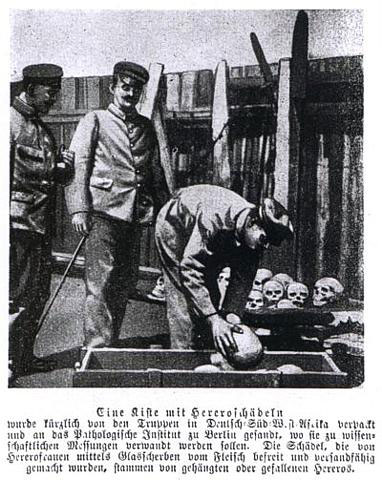 Eine Kiste mit Hereroschädeln
wurde kürzlich von den Truppen in Deutsch-Süd-West-Afrika verpackt
und an das Pathologische Institut zu Berlin gesandt, wo sie zu wissen-
schaftlichen Messungen verwandt werden sollen. Die Schädel, die von
Hererofrauen mittels Glasscherben vom Fleisch befreit und versandfähig
gemacht wurden, stammen von gehängten oder gefallenen Hereros.